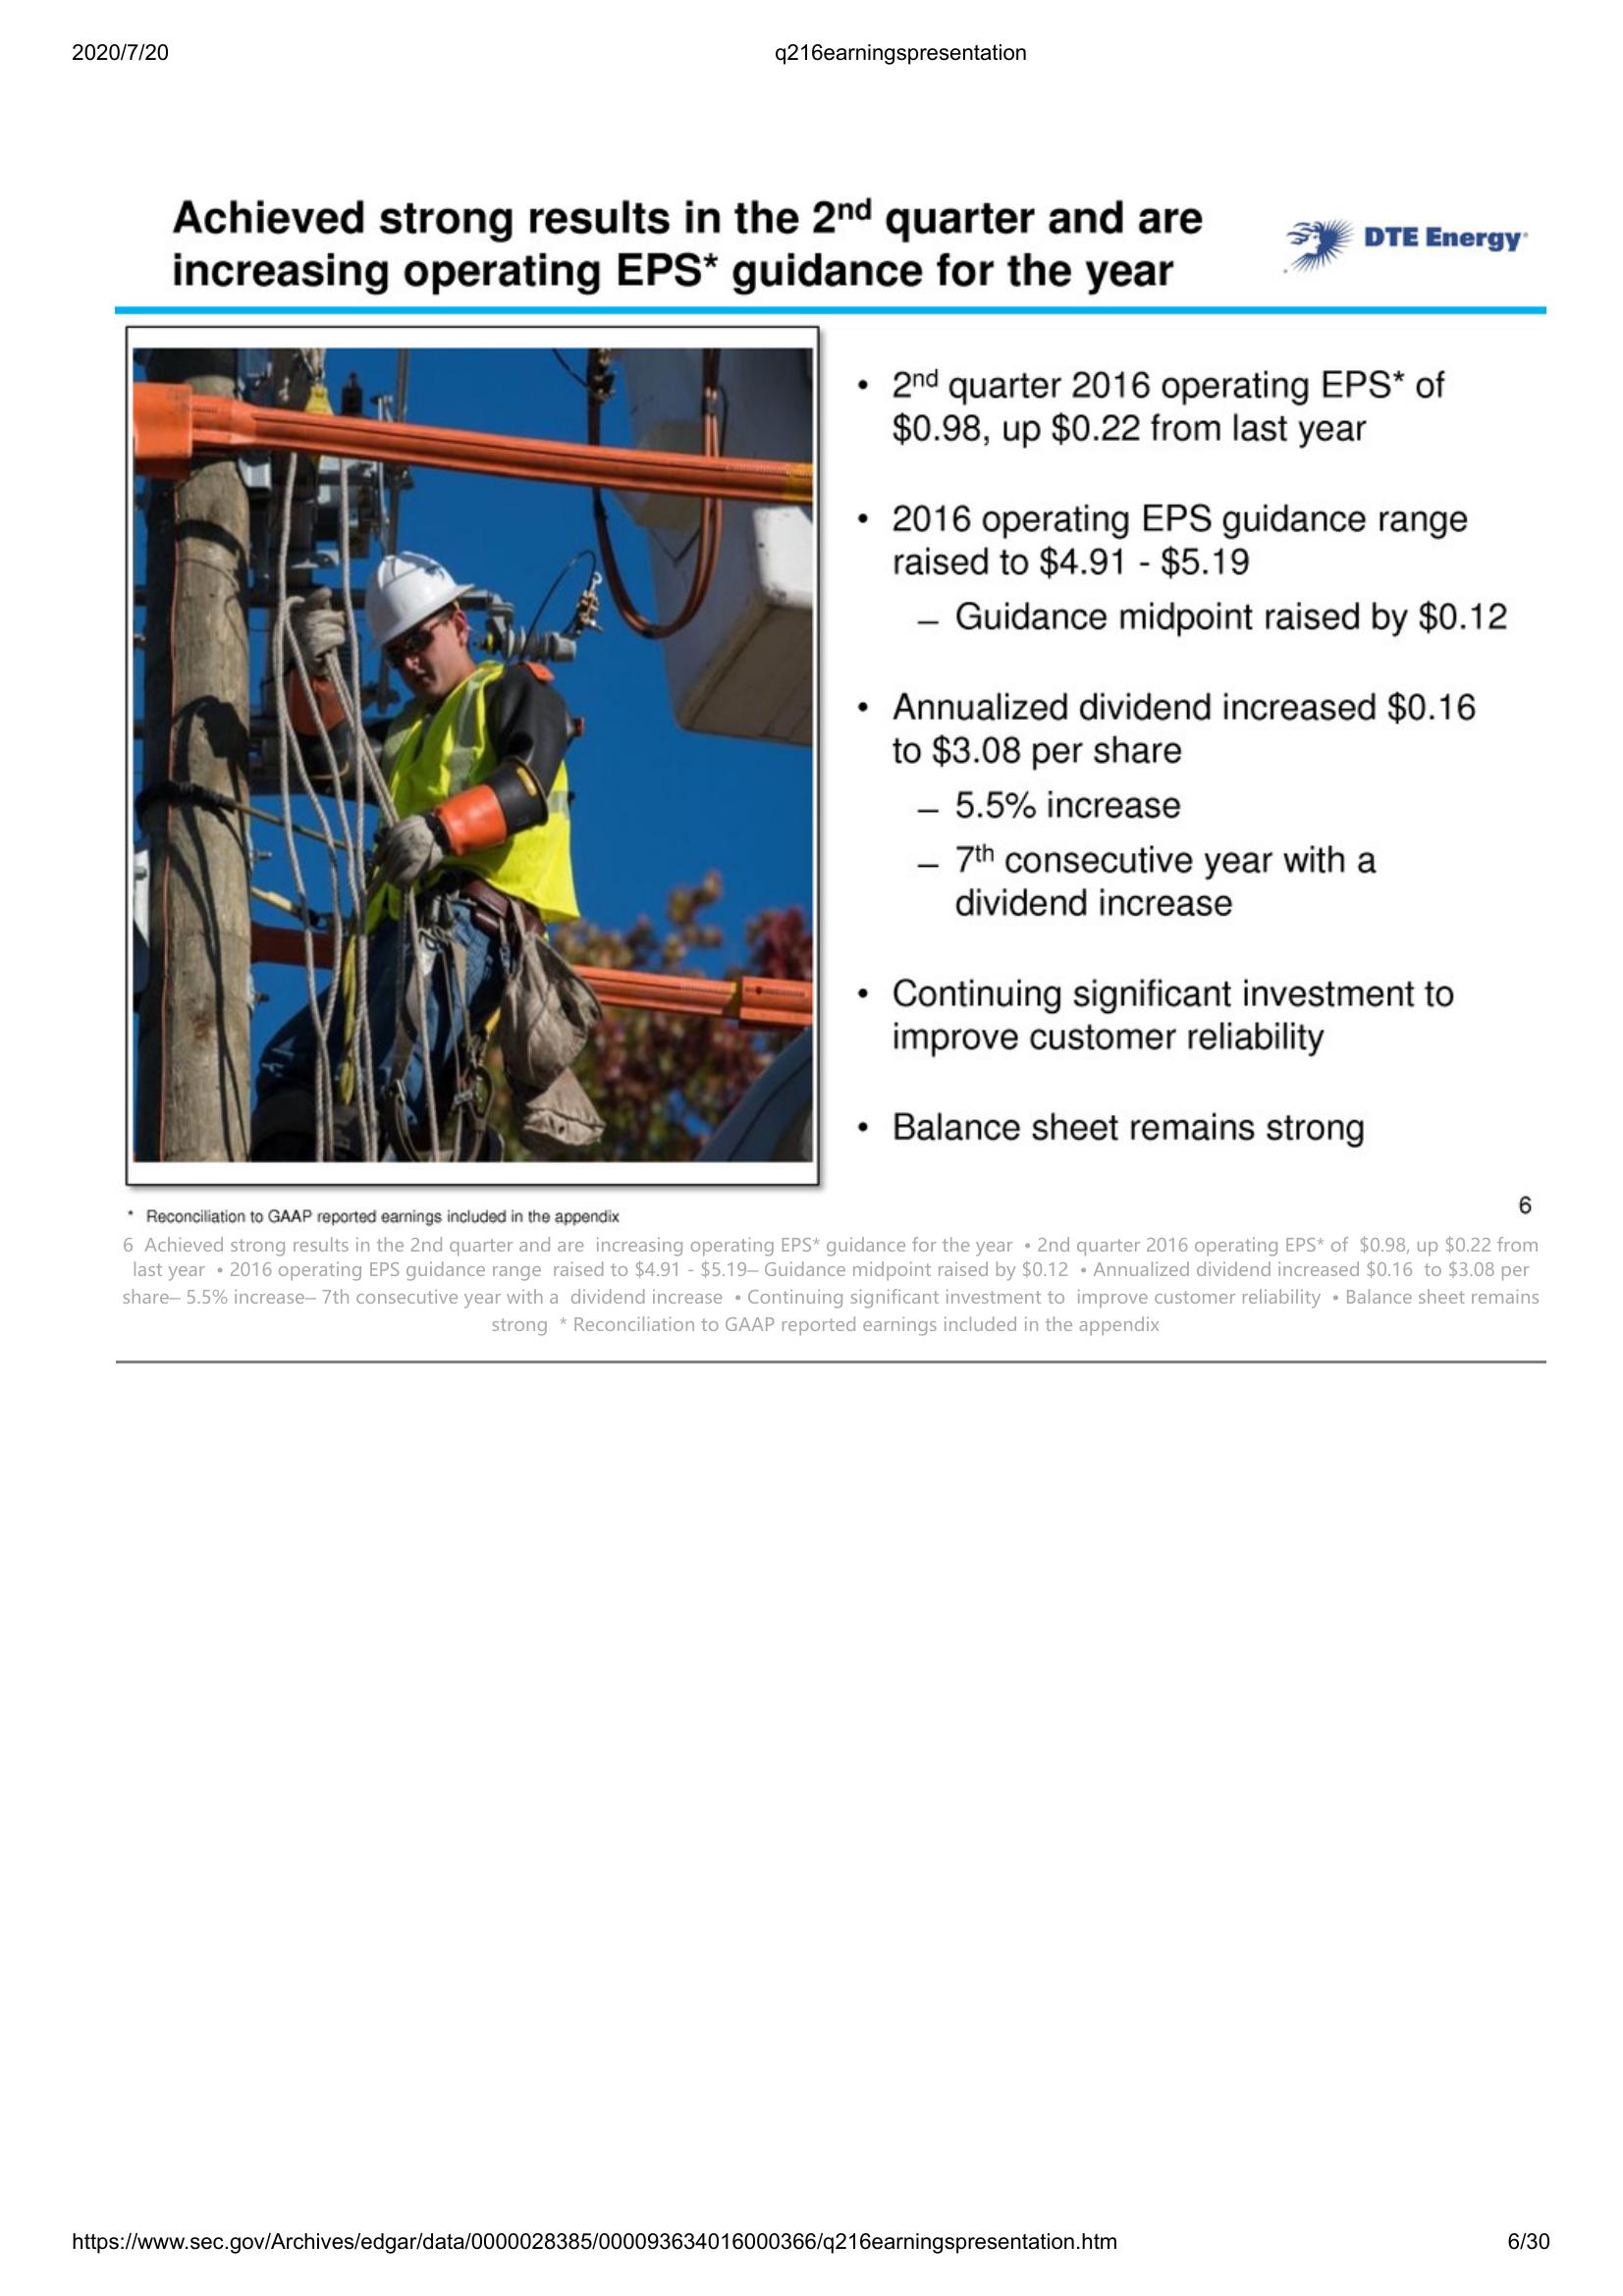 2020/7/20
q216earningspresentation
Achieved strong results in the 2nd quarter and are
increasing operating EPS* guidance for the year
DTE Energy®
• 2nd quarter 2016 operating EPS* of
$0.98, up $0.22 from last year
• 2016 operating EPS guidance range
raised to $4.91 - $5.19
– Guidance midpoint raised by $0.12
• Annualized dividend increased $0.16
to $3.08 per share
– 5.5% increase
– 7th consecutive year with a
dividend increase
• Continuing significant investment to
improve customer reliability
• Balance sheet remains strong
* Reconciliation to GAAP reported earnings included in the appendix
6
6 Achieved strong results in the 2nd quarter and are increasing operating EPS* guidance for the year • 2nd quarter 2016 operating EPS* of $0.98, up $0.22 from
last year • 2016 operating EPS guidance range raised to $4.91 - $5.19– Guidance midpoint raised by $0.12 • Annualized dividend increased $0.16 to $3.08 per
share– 5.5% increase– 7th consecutive year with a dividend increase • Continuing significant investment to improve customer reliability • Balance sheet remains
strong * Reconciliation to GAAP reported earnings included in the appendix
https://www.sec.gov/Archives/edgar/data/0000028385/000093634016000366/q216earningspresentation.htm
6/30